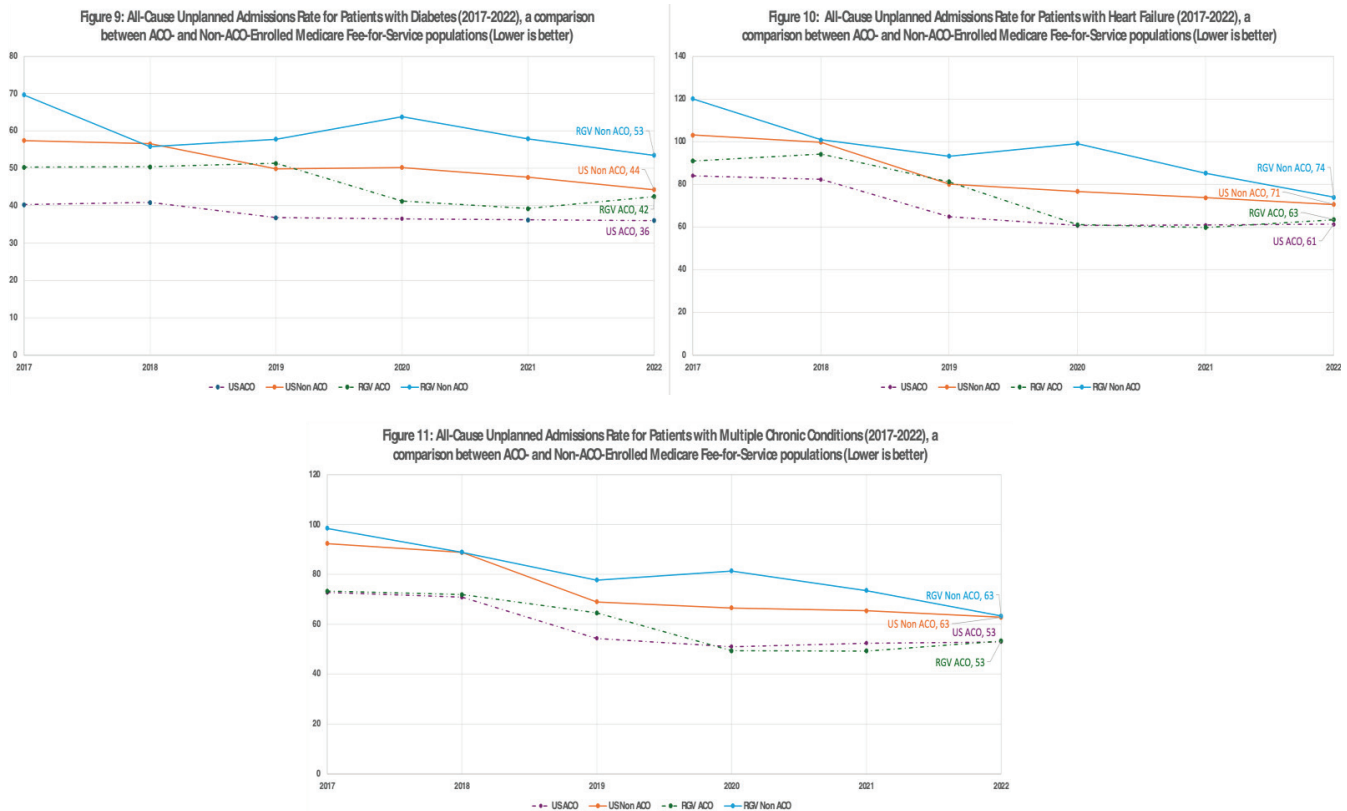 Figure 9: All-Cause Unplanned Admissions Rate for Patients with Diabetes (2017-2022), a comparison
between ACO- and Non-ACO-Enrolled Medicare Fee-for-Service populations (Lower is better)
80
70
60
50
40
30
20
10
0
RGV Non ACO, 53
US Non ACO, 44
RGV ACO, 42
US ACO, 36
2017 2018 2019 2020 2021 2022
US ACO US Non ACO RGV ACO RGV Non ACO
Figure 10: All-Cause Unplanned Admissions Rate for Patients with Heart Failure (2017-2022), a
comparison between ACO- and Non-ACO-Enrolled Medicare Fee-for-Service populations (Lower is better)
140
120
100
80
60
40
20
0
RGV Non ACO, 74
US Non ACO, 71
RGV ACO, 63
US ACO, 61
2017 2018 2019 2020 2021 2022
US ACO US Non ACO RGV ACO RGV Non ACO
Figure 11: All-Cause Unplanned Admissions Rate for Patients with Multiple Chronic Conditions (2017-2022), a
comparison between ACO- and Non-ACO-Enrolled Medicare Fee-for-Service populations (Lower is better)
120
100
80
60
40
20
0
RGV Non ACO, 63
US Non ACO, 63
US ACO, 53
RGV ACO, 53
2017 2018 2019 2020 2021 2022
US ACO US Non ACO RGV ACO RGV Non ACO